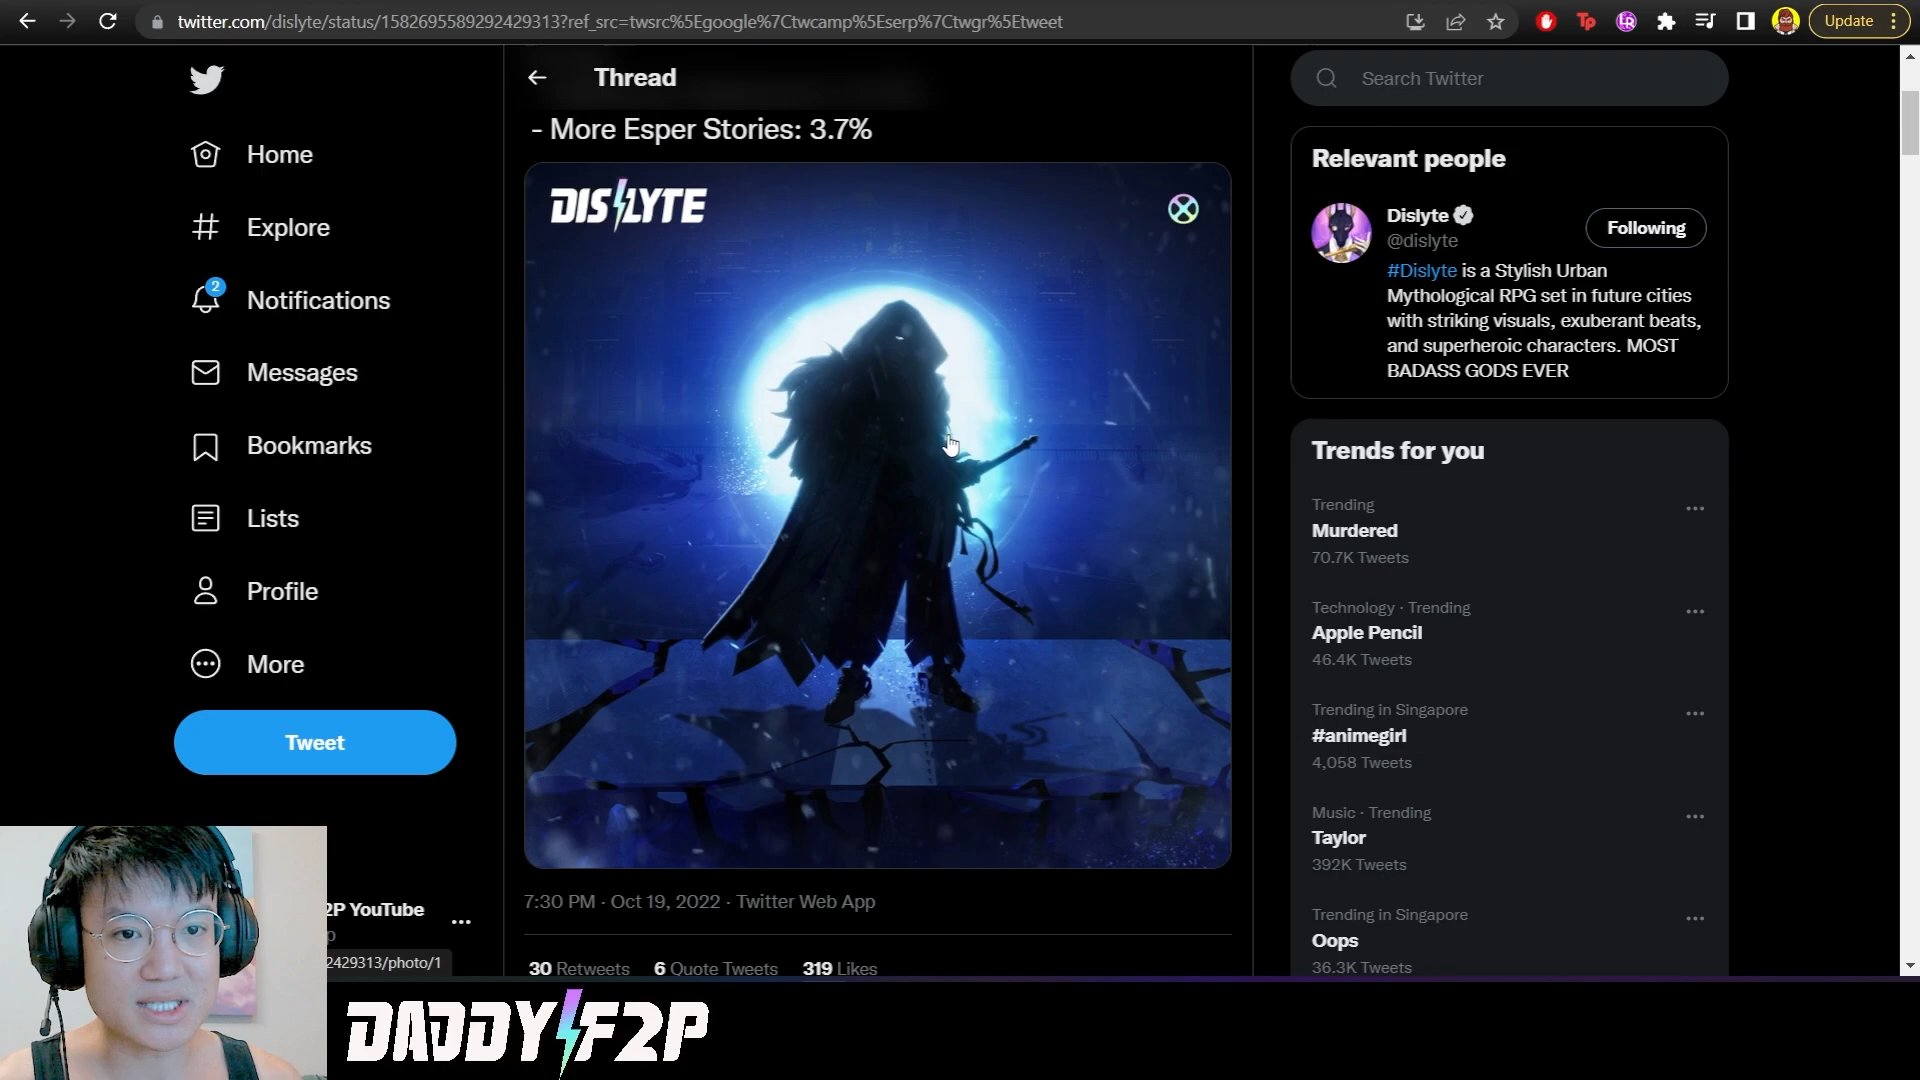 twitter.com/dislyte/status/1582695589292429313?ref_src=twsrc%5Egoogle%7Ctwcamp%5Eserp%7Ctwgr%5Etweet
Update
Home
Explore
2
Notifications
Messages
Bookmarks
Lists
Profile
More
Tweet
2P YouTube
2429313/photo/1
Thread
- More Esper Stories: 3.7%
DISLYTE
7:30 PM · Oct 19, 2022 · Twitter Web App
30 Retweets 6 Quote Tweets 319 Likes
Search Twitter
Relevant people
Dislyte
@dislyte
Following
#Dislyte is a Stylish Urban
Mythological RPG set in future cities
with striking visuals, exuberant beats,
and superheroic characters. MOST
BADASS GODS EVER
Trends for you
Trending
Murdered
70.7K Tweets
Technology · Trending
Apple Pencil
46.4K Tweets
Trending in Singapore
#animegirl
4,058 Tweets
Music · Trending
Taylor
392K Tweets
Trending in Singapore
Oops
36.3K Tweets
DADDY F2P